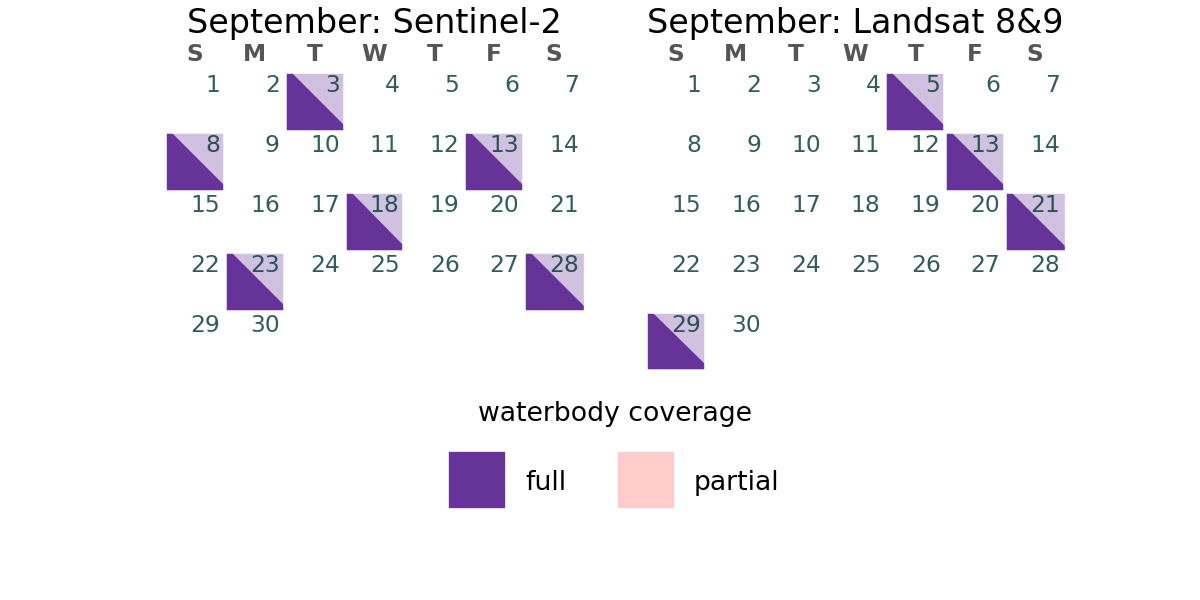 September: Sentinel-2
S M T W T F S
1 2 3 4 5 6 7
8 9 10 11 12 13 14
15 16 17 18 19 20 21
22 23 24 25 26 27 28
29 30
September: Landsat 8&9
S M T W T F S
1 2 3 4 5 6 7
8 9 10 11 12 13 14
15 16 17 18 19 20 21
22 23 24 25 26 27 28
29 30
waterbody coverage
full partial